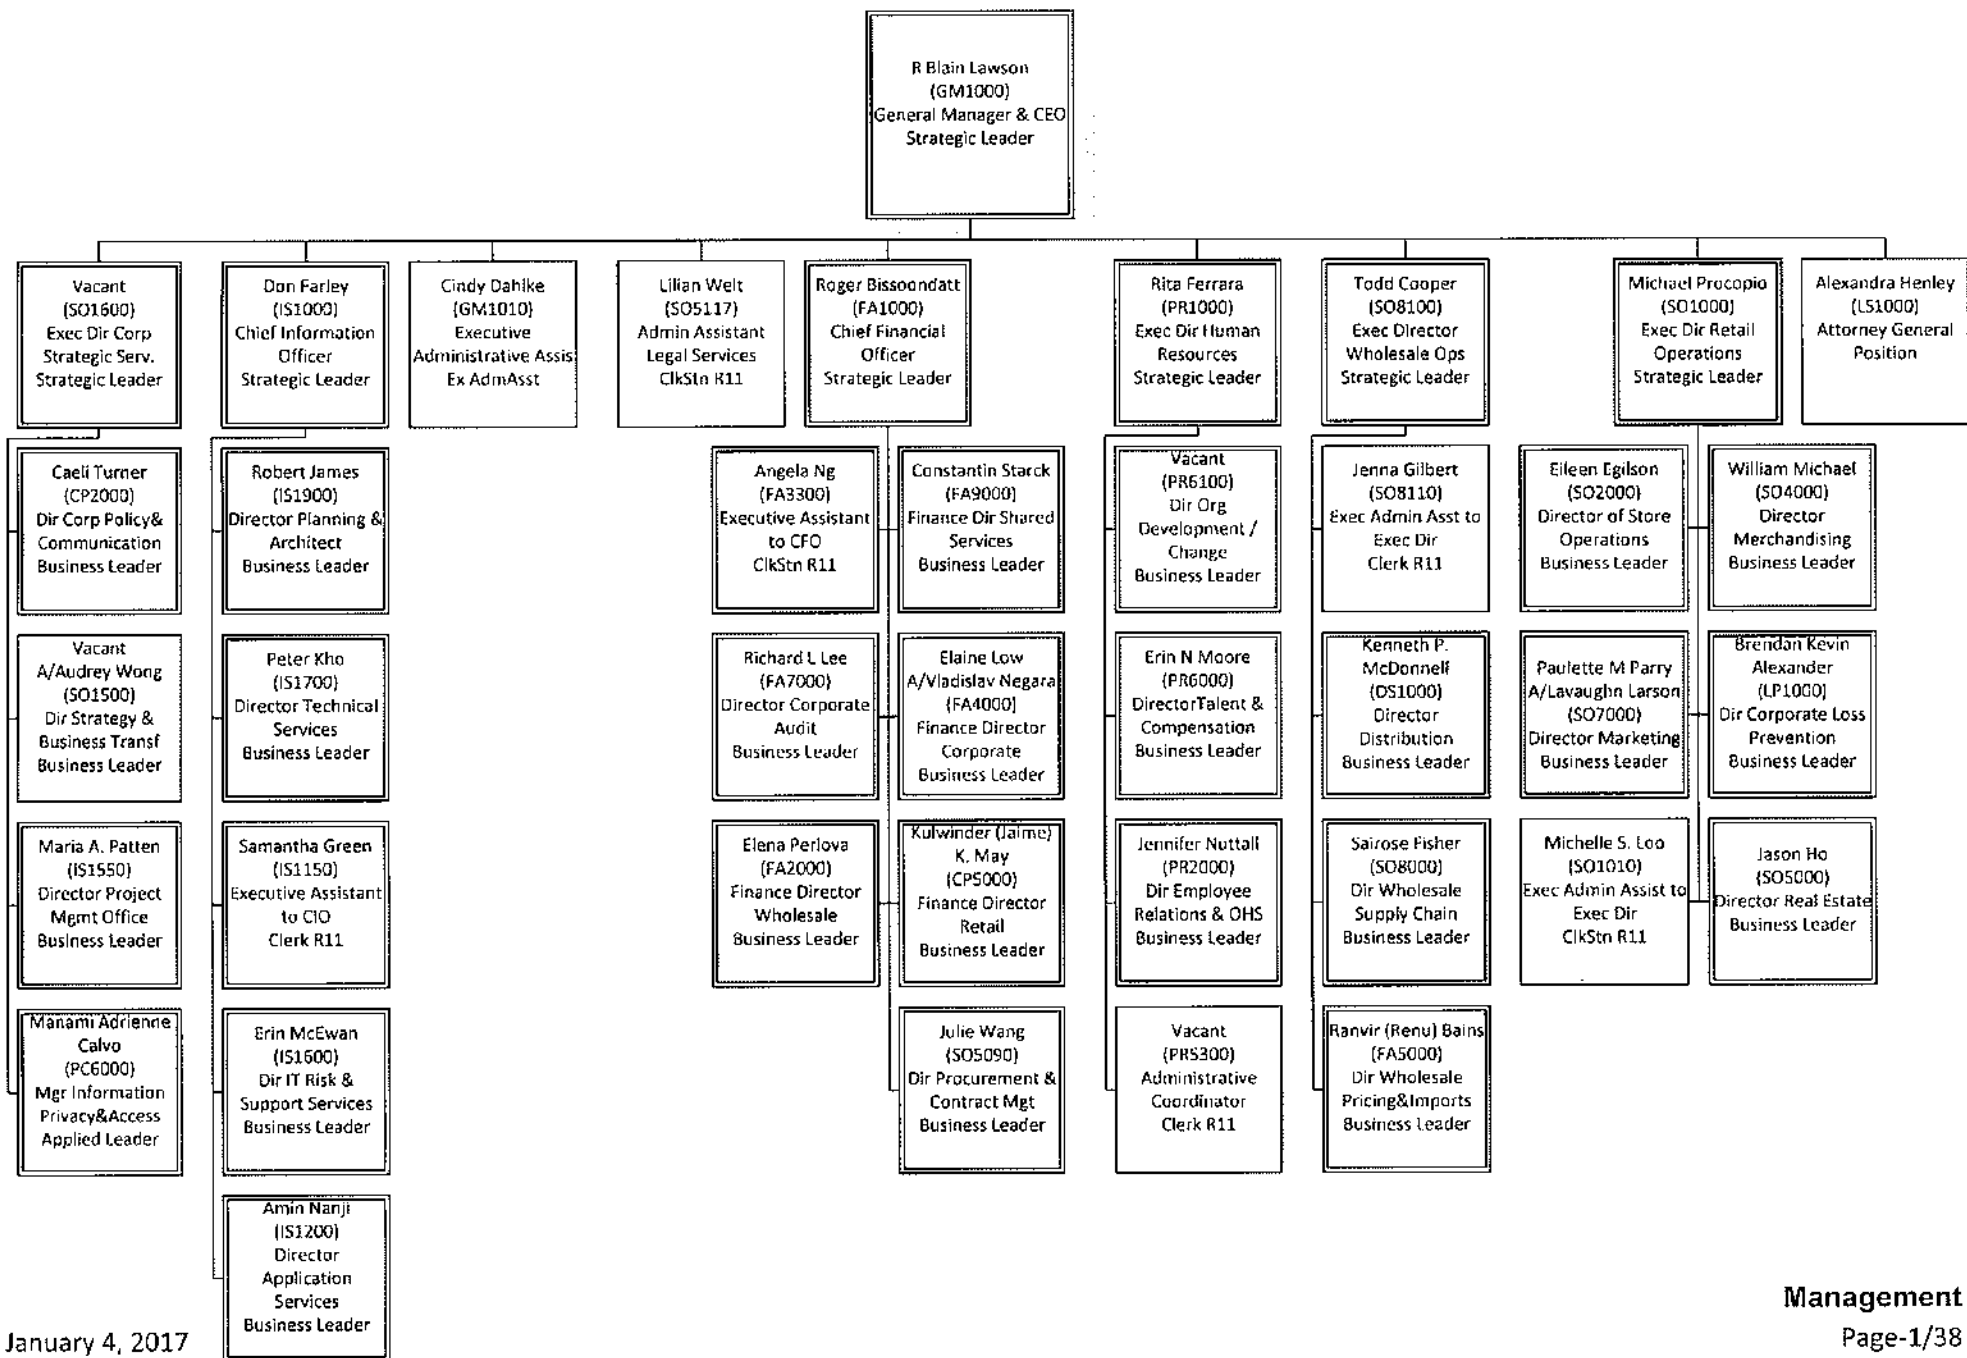 R Blain Lawson
(GM1000)
General Manager & CEO
Strategic Leader
Vacant
(SO1600)
Exec Dir Corp
Strategic Serv.
Strategic Leader
Don Farley
(IS1000)
Chief Information
Officer
Strategic Leader
Cindy Dahlke
(GM1010)
Executive
Administrative Assis
Ex AdmAsst
Lilian Welt
(SO5117)
Admin Assistant
Legal Services
ClkStn R11
Roger Bissoondatt
(FA1000)
Chief Financial
Officer
Strategic Leader
Rita Ferrara
(PR1000)
Exec Dir Human
Resources
Strategic Leader
Todd Cooper
(SO8100)
Exec Director
Wholesale Ops
Strategic Leader
Michael Procopio
(SO1000)
Exec Dir Retail
Operations
Strategic Leader
Alexandra Henley
(LS1000)
Attorney General
Position
Caeli Turner
(CP2000)
Dir Corp Policy&
Communication
Business Leader
Robert James
(IS1900)
Director Planning &
Architect
Business Leader
Angela Ng
(FA3300)
Executive Assistant
to CFO
ClkStn R11
Constantin Starck
(FA9000)
Finance Dir Shared
Services
Business Leader
Vacant
(PR6100)
Dir Org
Development /
Change
Business Leader
Jenna Gilbert
(SO8110)
Exec Admin Asst to
Exec Dir
Clerk R11
Eileen Egilson
(SO2000)
Director of Store
Operations
Business Leader
William Michael
(SO4000)
Director
Merchandising
Business Leader
Vacant
A/Audrey Wong
(SO1500)
Dir Strategy &
Business Transf
Business Leader
Peter Kho
(IS1700)
Director Technical
Services
Business Leader
Richard L Lee
(FA7000)
Director Corporate
Audit
Business Leader
Elaine Low
A/Vladislav Negara
(FA4000)
Finance Director
Corporate
Business Leader
Erin N Moore
(PR6000)
DirectorTalent &
Compensation
Business Leader
Kenneth P.
McDonnell
(DS1000)
Director
Distribution
Business Leader
Paulette M Parry
A/Lavaughn Larson
(SO7000)
Director Marketing
Business Leader
Brendan Kevin
Alexander
(LP1000)
Dir Corporate Loss
Prevention
Business Leader
Maria A. Patten
(IS1550)
Director Project
Mgmt Office
Business Leader
Samantha Green
(IS1150)
Executive Assistant
to CIO
Clerk R11
Elena Perlova
(FA2000)
Finance Director
Wholesale
Business Leader
Kulwinder (Jaime)
K. May
(CP5000)
Finance Director
Retail
Business Leader
Jennifer Nuttall
(PR2000)
Dir Employee
Relations & OHS
Business Leader
Sairose Fisher
(SO8000)
Dir Wholesale
Supply Chain
Business Leader
Michelle S. Loo
(SO1010)
Exec Admin Assist to
Exec Dir
ClkStn R11
Jason Ho
(SO5000)
Director Real Estate
Business Leader
Manami Adrienne
Calvo
(PC6000)
Mgr Information
Privacy&Access
Applied Leader
Erin McEwan
(IS1600)
Dir IT Risk &
Support Services
Business Leader
Julie Wang
(SO5090)
Dir Procurement &
Contract Mgt
Business Leader
Vacant
(PR5300)
Administrative
Coordinator
Clerk R11
Ranvir (Renu) Bains
(FA5000)
Dir Wholesale
Pricing&Imports
Business Leader
Amin Nanji
(IS1200)
Director
Application
Services
Business Leader
January 4, 2017
Management
Page-1/38